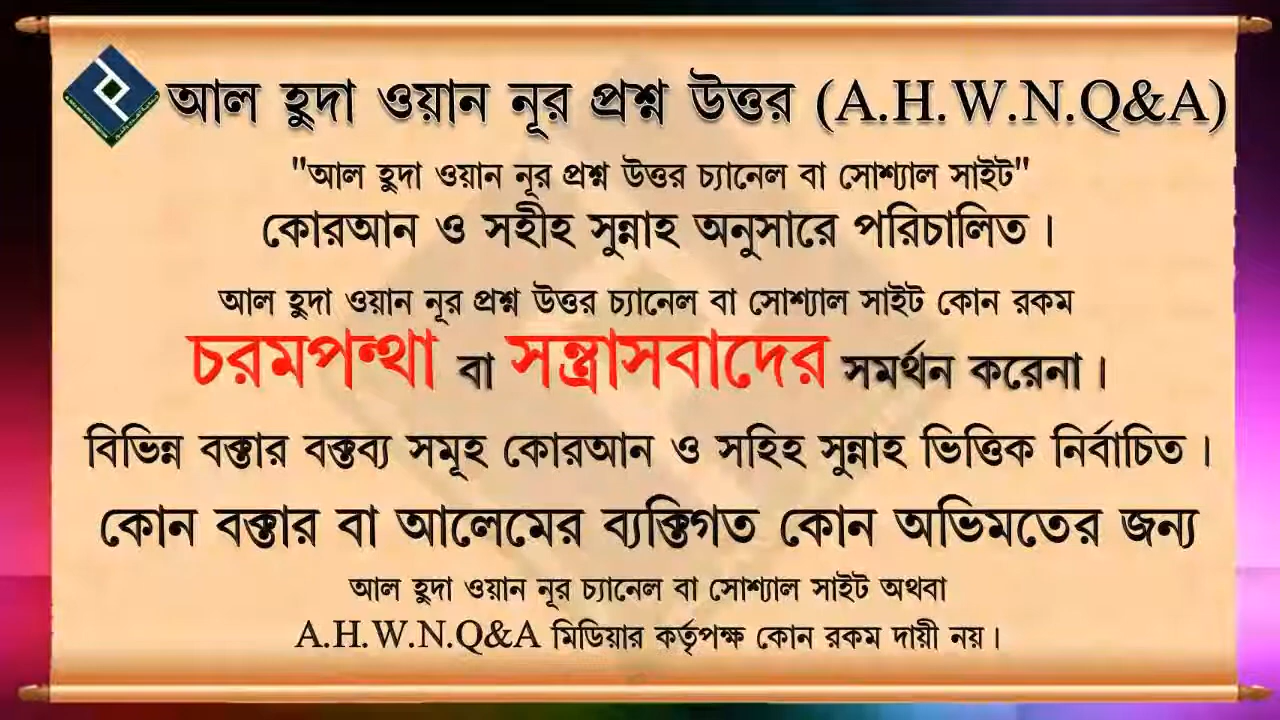 আল হুদা ওয়ান নূর প্রশ্ন উত্তর (A.H.W.N.Q&A)
"আল হুদা ওয়ান নূর প্রশ্ন উত্তর চ্যানেল বা সোশ্যাল সাইট"
কোরআন ও সহীহ সুন্নাহ অনুসারে পরিচালিত।
আল হুদা ওয়ান নূর প্রশ্ন উত্তর চ্যানেল বা সোশ্যাল সাইট কোন রকম
চরমপন্থা বা সন্ত্রাসবাদের সমর্থন করেনা।
বিভিন্ন বক্তার বক্তব্য সমূহ কোরআন ও সহিহ সুন্নাহ ভিত্তিক নির্বাচিত।
কোন বক্তার বা আলেমের ব্যক্তিগত কোন অভিমতের জন্য
আল হুদা ওয়ান নূর চ্যানেল বা সোশ্যাল সাইট অথবা
A.H.W.N.Q&A মিডিয়ার কর্তৃপক্ষ কোন রকম দায়ী নয়।